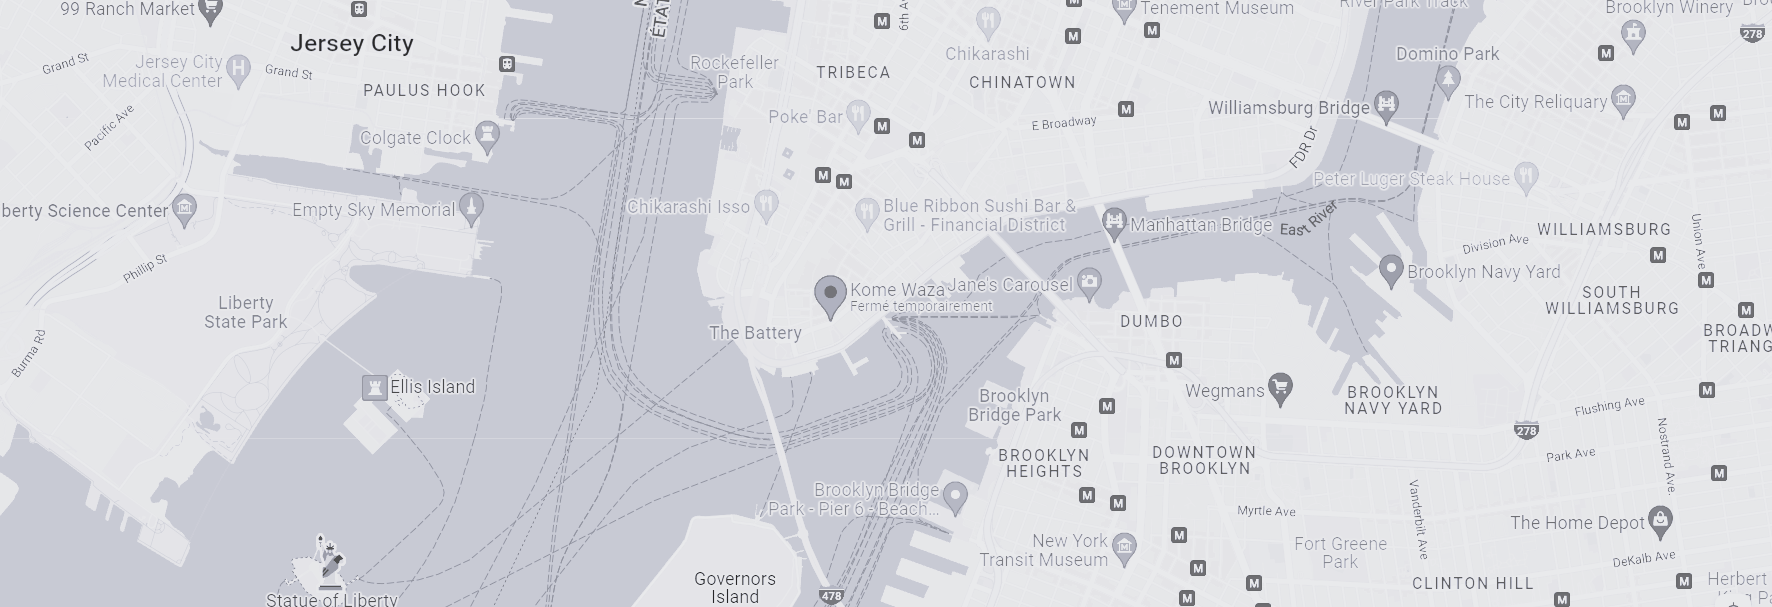 99 Ranch Market
Jersey City
Grand St
Jersey City
Medical Center
Grand St
PAULUS HOOK
Pacific Ave
Colgate Clock
berty Science Center
Empty Sky Memorial
Phillip St
Liberty
State Park
Burma Rd
Ellis Island
Statue of Liberty
ÉTAT
Rockefeller
Park
TRIBECA
6th A
Chikarashi
CHINATOWN
Tenement Museum
River Park Track
Brooklyn Winery
278
Domino Park
Poke' Bar
E Broadway
Williamsburg Bridge
The City Reliquary
FDR Dr
Peter Luger Steak House
Chikarashi Isso
Blue Ribbon Sushi Bar &
Grill - Financial District
Manhattan Bridge
East River
WILLIAMSBURG
Division Ave
Union Ave
Kome Waza
Fermé temporairement
Jane's Carousel
Brooklyn Navy Yard
SOUTH
WILLIAMSBURG
The Battery
DUMBO
BROADW
TRIANG
Brooklyn
Bridge Park
Wegmans
BROOKLYN
NAVY YARD
Flushing Ave
278
Park Ave
Nostrand Ave.
BROOKLYN
HEIGHTS
DOWNTOWN
BROOKLYN
Brooklyn Bridge
Park - Pier 6 - Beach...
Vanderbilt Ave
Myrtle Ave
The Home Depot
New York
Transit Museum
Fort Greene
Park
DeKalb Ave
Governors
Island
478
CLINTON HILL
Herbert